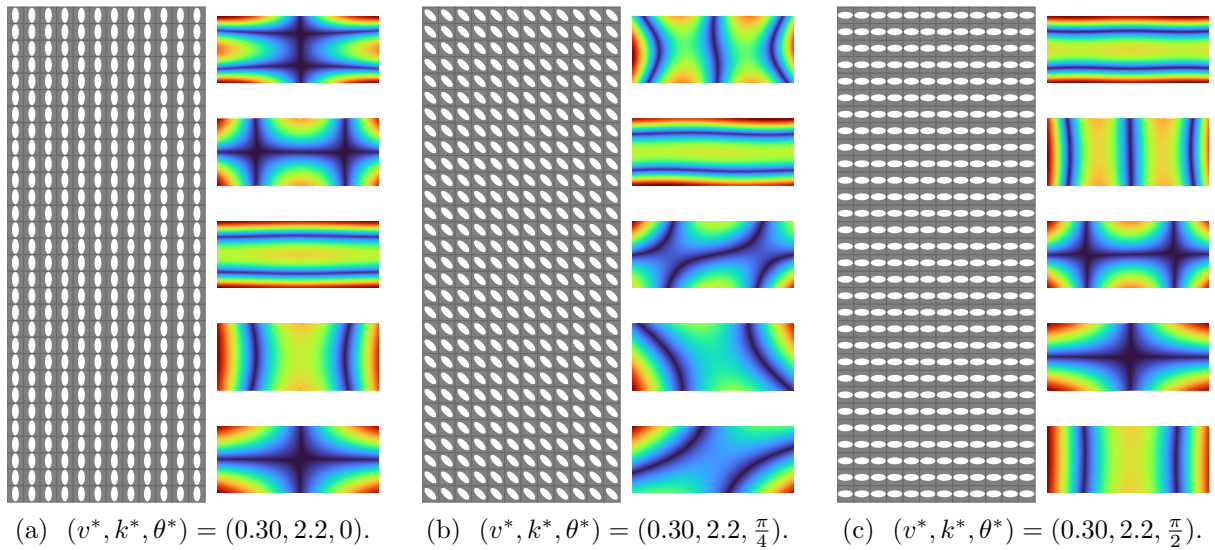 (a) (v*, k*, θ*) = (0.30, 2.2, 0).
(b) (v*, k*, θ*) = (0.30, 2.2, π/4).
(c) (v*, k*, θ*) = (0.30, 2.2, π/2).